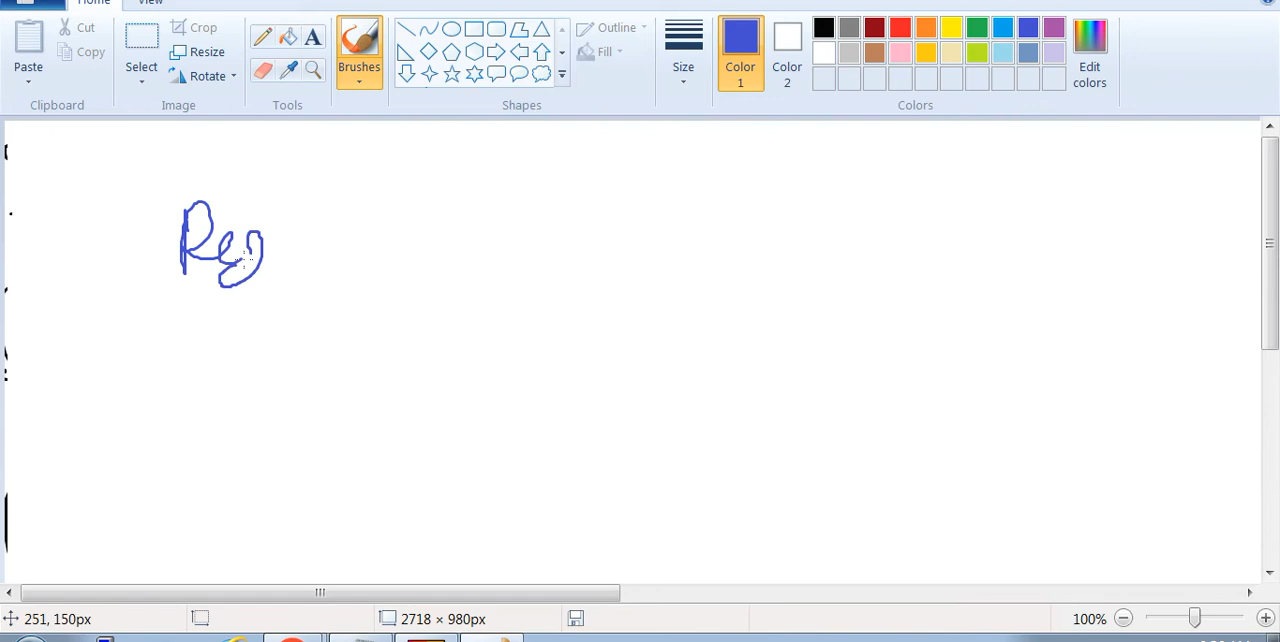 Home
View
Paste
Cut
Copy
Clipboard
Select
Crop
Resize
Rotate
Image
A
Tools
Brushes
Shapes
Outline
Fill
Size
Color
1
Color
2
Edit
colors
Colors
Reg
251, 150px
2718 × 980px
100%